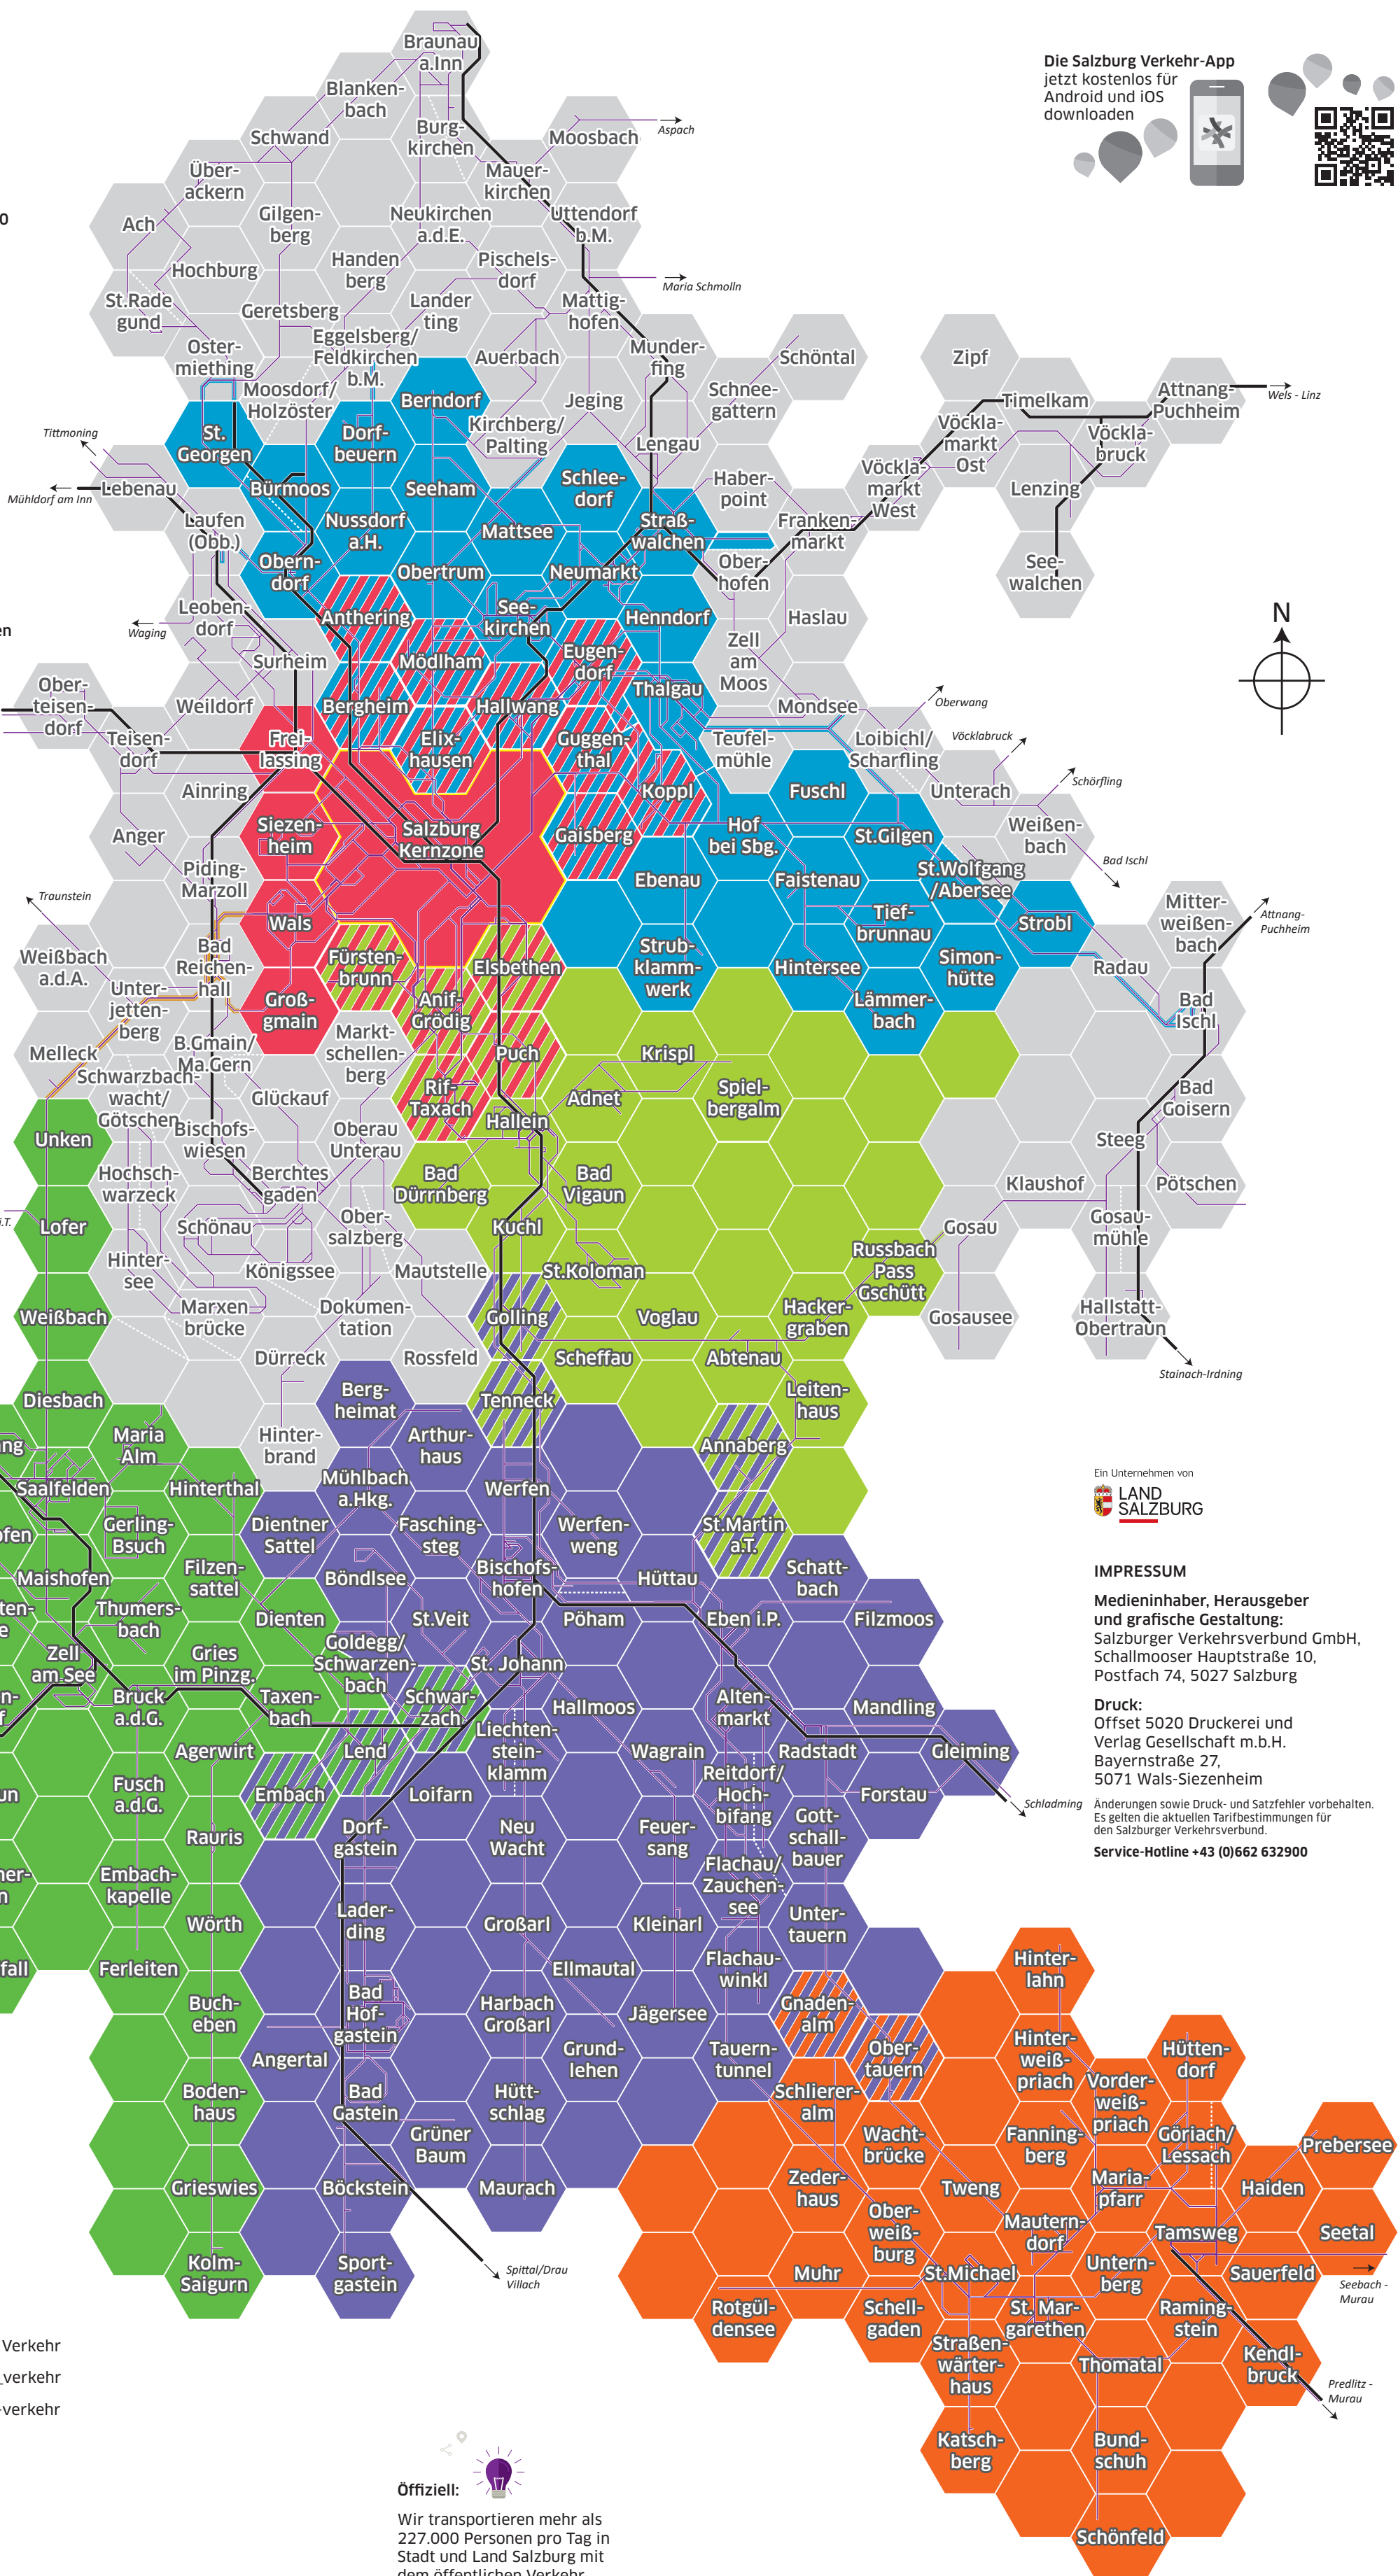 Die Salzburg Verkehr-App
jetzt kostenlos für
Android und iOS
downloaden
Braunau
a.Inn
Blanken-
bach
Schwand
Burg-
kirchen
Moosbach
Aspach
Über-
ackern
Mauer-
kirchen
Ach
Gilgen-
berg
Neukirchen
a.d.E.
Uttendorf
b.M.
Hochburg
Handen
berg
Pischels-
dorf
Maria Schmolln
St.Rade
gund
Geretsberg
Lander
ting
Mattig-
hofen
Oster-
miething
Eggelsberg/
Feldkirchen
b.M.
Auerbach
Munder-
fing
Schöntal
Zipf
Moosdorf/
Holzöster
Berndorf
Jeging
Schnee-
gattern
Timelkam
Attnang-
Puchheim
Wels - Linz
Tittmoning
St.
Georgen
Dorf-
beuern
Kirchberg/
Palting
Lengau
Vöckla-
markt
Ost
Vöckla-
bruck
Mühldorf am Inn
Lebenau
Bürmoos
Seeham
Schlee-
dorf
Haber-
point
Vöckla-
markt
West
Lenzing
Laufen
(Obb.)
Nussdorf
a.H.
Mattsee
Straß-
walchen
Franken-
markt
Obern-
dorf
Obertrum
Neumarkt
Ober-
hofen
See-
walchen
Leoben-
dorf
Waging
Anthering
See-
kirchen
Henndorf
Haslau
N
Surheim
Mödlham
Eugen-
dorf
Zell
am
Moos
Ober-
teisen-
dorf
Weildorf
Bergheim
Hallwang
Thalgau
Mondsee
Oberwang
Teisen-
dorf
Frei-
lassing
Elix-
hausen
Guggen-
thal
Teufel-
mühle
Loibichl/
Scharfling
Vöcklabruck
Ainring
Koppl
Fuschl
Unterach
Schörfling
Anger
Siezen-
heim
Salzburg
Kernzone
Gaisberg
Hof
bei Sbg.
St.Gilgen
Weißen-
bach
Bad Ischl
Piding-
Marzoll
Ebenau
Faistenau
St.Wolfgang
/Abersee
Traunstein
Wals
Tief-
brunnau
Strobl
Mitter-
weißen-
bach
Attnang-
Puchheim
Weißbach
a.d.A.
Bad
Reichen-
hall
Fürsten-
brunn
Elsbethen
Strub-
klamm-
werk
Hintersee
Simon-
hütte
Radau
Unter-
jetten-
berg
Groß-
gmain
Anif-
Grödig
Lämmer-
bach
Bad
Ischl
Melleck
B.Gmain/
Ma.Gern
Markt-
schellen-
berg
Puch
Krispl
Schwarzbach-
wacht/
Götschen
Glückauf
Rif-
Taxach
Adnet
Spiel-
bergalm
Bad
Goisern
Unken
Bischofs-
wiesen
Oberau
Unterau
Hallein
Steeg
Hochsch-
warzeck
Berchtes
gaden
Bad
Dürrnberg
Bad
Vigaun
Klaushof
Pötschen
i.T.
Lofer
Schönau
Ober-
salzberg
Kuchl
Gosau
Gosau-
mühle
Hinter-
see
Königssee
Mautstelle
St.Koloman
Russbach
Pass
Gschütt
Weißbach
Marxen
brücke
Dokumen-
tation
Golling
Voglau
Hacker-
graben
Gosausee
Hallstatt-
Obertraun
Dürreck
Rossfeld
Scheffau
Abtenau
Stainach-Irdning
Diesbach
Berg-
heimat
Tenneck
Leiten-
haus
Maria
Alm
Hinter-
brand
Arthur-
haus
Annaberg
Saalfelden
Hinterthal
Mühlbach
a.Hkg.
Werfen
Ein Unternehmen von
LAND
SALZBURG
Gerling-
Bsuch
Dientner
Sattel
Fasching-
steg
Werfen-
weng
St.Martin
a.T.
Maishofen
Filzen-
sattel
Böndlsee
Bischofs-
hofen
Hüttau
Schatt-
bach
IMPRESSUM
Thumers-
bach
Dienten
St.Veit
Pöham
Eben i.P.
Filzmoos
Medieninhaber, Herausgeber
und grafische Gestaltung:
Salzburger Verkehrsverbund GmbH,
Schallmooser Hauptstraße 10,
Postfach 74, 5027 Salzburg
Zell
am See
Gries
im Pinzg.
Goldegg/
Schwarzen-
bach
St. Johann
Bruck
a.d.G.
Taxen-
bach
Schwar-
zach
Hallmoos
Alten-
markt
Mandling
Druck:
Offset 5020 Druckerei und
Verlag Gesellschaft m.b.H.
Bayernstraße 27,
5071 Wals-Siezenheim
Agerwirt
Lend
Liechten-
stein-
klamm
Wagrain
Radstadt
Gleiming
Fusch
a.d.G.
Embach
Loifarn
Reitdorf/
Hoch-
bifang
Forstau
Schladming
Änderungen sowie Druck- und Satzfehler vorbehalten.
Es gelten die aktuellen Tarifbestimmungen für
den Salzburger Verkehrsverbund.
Service-Hotline +43 (0)662 632900
Rauris
Dorf-
gastein
Neu
Wacht
Feuer-
sang
Gott-
schall-
bauer
Embach-
kapelle
Flachau/
Zauchen-
see
Wörth
Lader-
ding
Großarl
Kleinarl
Unter-
tauern
Ferleiten
Ellmautal
Flachau-
winkl
Hinter-
lahn
Buch-
eben
Bad
Hof-
gastein
Harbach
Großarl
Jägersee
Gnaden-
alm
Angertal
Grund-
lehen
Tauern-
tunnel
Ober-
tauern
Hinter-
weiß-
priach
Hütten-
dorf
Boden-
haus
Bad
Gastein
Hütt-
schlag
Schlierer-
alm
Vorder-
weiß-
priach
Grüner
Baum
Wacht-
brücke
Fanning-
berg
Göriach/
Lessach
Prebersee
Grieswies
Böckstein
Maurach
Zeder-
haus
Tweng
Maria-
pfarr
Haiden
Ober-
weiß-
burg
Mautern-
dorf
Tamsweg
Seetal
Kolm-
Saigurn
Sport-
gastein
Spittal/Drau
Villach
Muhr
St.Michael
Untern-
berg
Sauerfeld
Seebach -
Murau
Rotgül-
densee
Schell-
gaden
St. Mar-
garethen
Raming-
stein
Straßen-
wärter-
haus
Thomatal
Kendl-
bruck
Predlitz -
Murau
Verkehr
verkehr
-verkehr
Katsch-
berg
Bund-
schuh
Schönfeld
Öffiziell:
Wir transportieren mehr als
227.000 Personen pro Tag in
Stadt und Land Salzburg mit
dem öffentlichen Verkehr